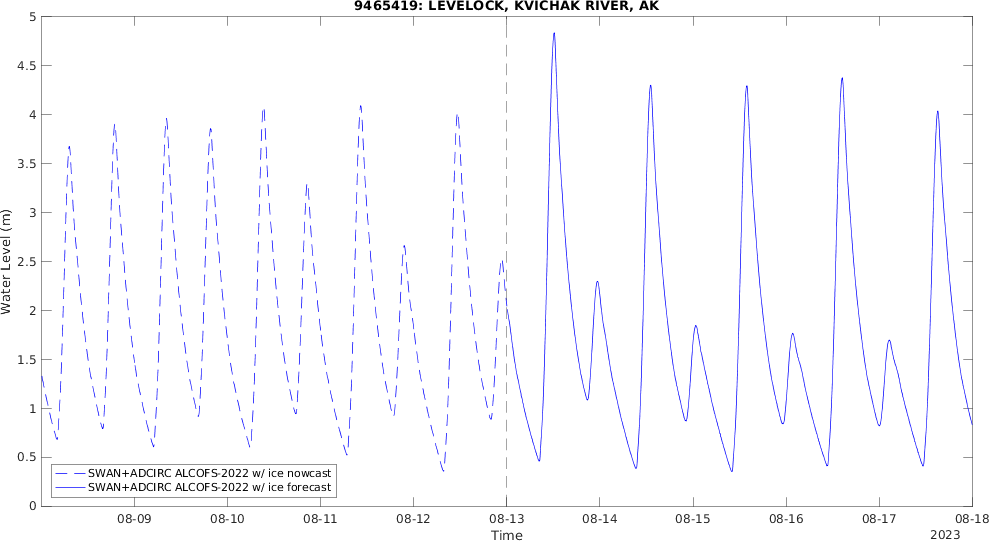 9465419: LEVELOCK, KVICHAK RIVER, AK
5
4.5
4
3.5
3
2.5
2
1.5
1
0.5
0
Water Level (m)
SWAN+ADCIRC ALCOFS-2022 w/ ice nowcast
SWAN+ADCIRC ALCOFS-2022 w/ ice forecast
08-09 08-10 08-11 08-12 08-13 08-14 08-15 08-16 08-17 08-18
Time
2023